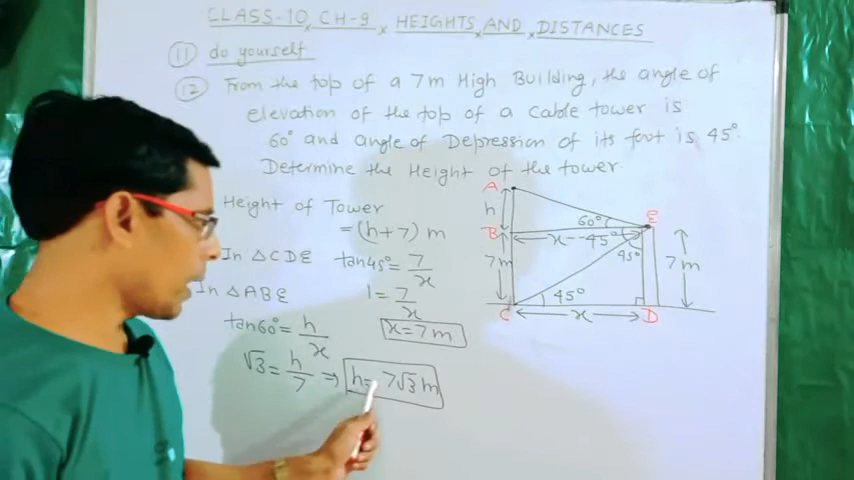 CLASS-10, CH-9, HEIGHTS AND DISTANCES
(11) do yourself
(12) From the top of a 7m High Building, the angle of
elevation of the top of a cable tower is
60° and angle of Depression of its foot is 45°.
Determine the Height of the tower.
Height of Tower
= (h+7) m
In △CDE tan45° = 7/x
In △ABE 1 = 7/x
tan60° = h/x x = 7m
√3 = h/7 ⇒ h = 7√3 m
A
h 60° E
B x 45°
7m 45° 7m
45°
C x D